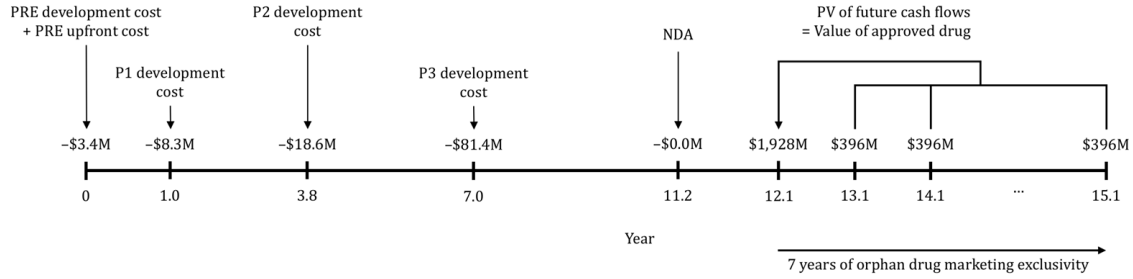 PRE development cost
+ PRE upfront cost
P1 development
cost
P2 development
cost
P3 development
cost
NDA
PV of future cash flows
= Value of approved drug
–$3.4M –$8.3M –$18.6M –$81.4M –$0.0M $1,928M $396M $396M $396M
0 1.0 3.8 7.0 11.2 12.1 13.1 14.1 ... 15.1
Year
7 years of orphan drug marketing exclusivity